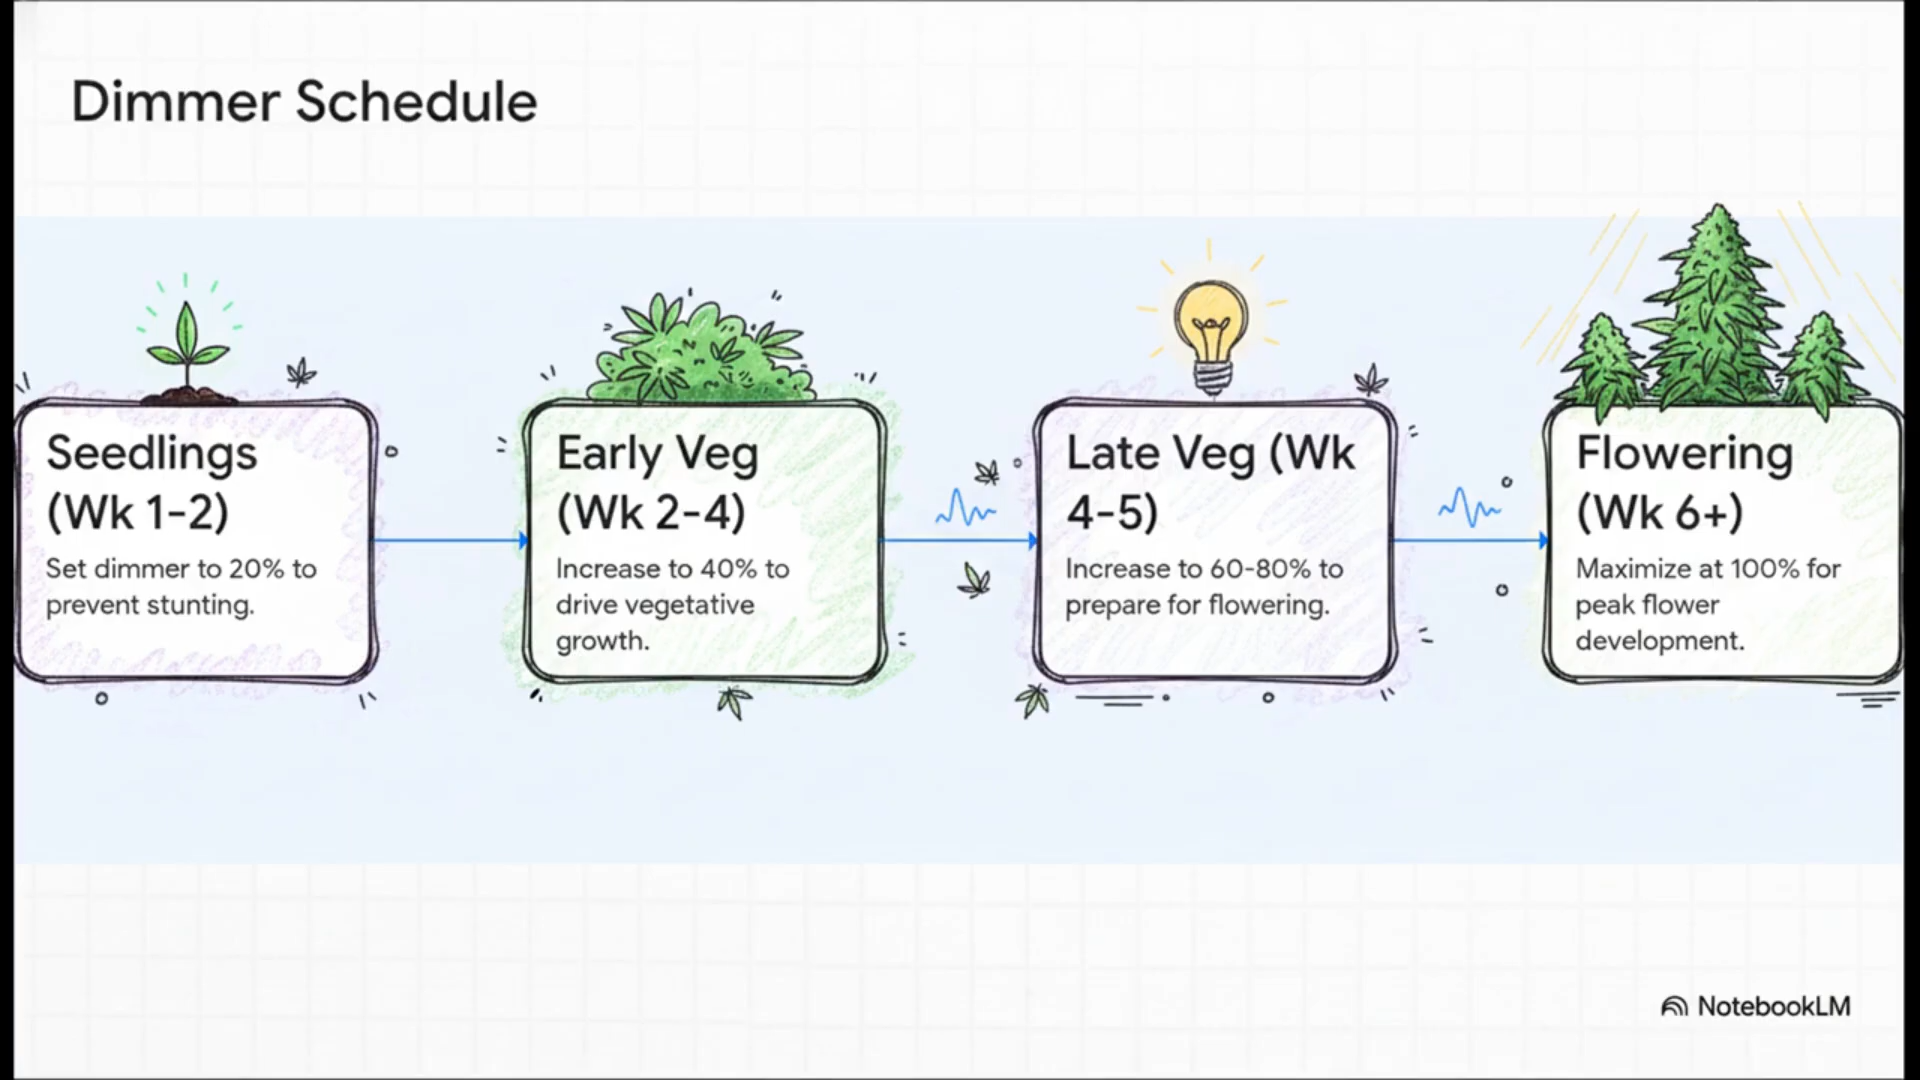 Dimmer Schedule
Seedlings
(Wk 1-2)
Set dimmer to 20% to
prevent stunting.
Early Veg
(Wk 2-4)
Increase to 40% to
drive vegetative
growth.
Late Veg (Wk
4-5)
Increase to 60-80% to
prepare for flowering.
Flowering
(Wk 6+)
Maximize at 100% for
peak flower
development.
NotebookLM